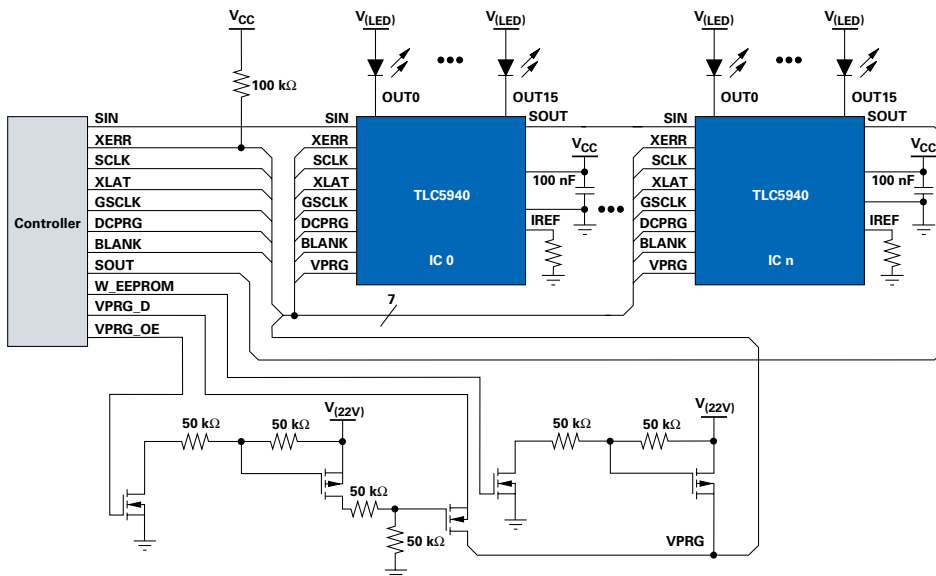 VCC
V(LED)
V(LED)
V(LED)
V(LED)
100 kΩ
OUT0
OUT15
OUT0
OUT15
SIN
SIN
SOUT
SIN
SOUT
XERR
XERR
XERR
VCC
VCC
SCLK
SCLK
SCLK
100 nF
100 nF
XLAT
XLAT
TLC5940
XLAT
TLC5940
Controller
GSCLK
GSCLK
GSCLK
IREF
IREF
DCPRG
DCPRG
DCPRG
BLANK
BLANK
BLANK
SOUT
VPRG
IC 0
VPRG
IC n
W_EEPROM
7
VPRG_D
VPRG_OE
V(22V)
V(22V)
50 kΩ
50 kΩ
50 kΩ
50 kΩ
50 kΩ
50 kΩ
VPRG